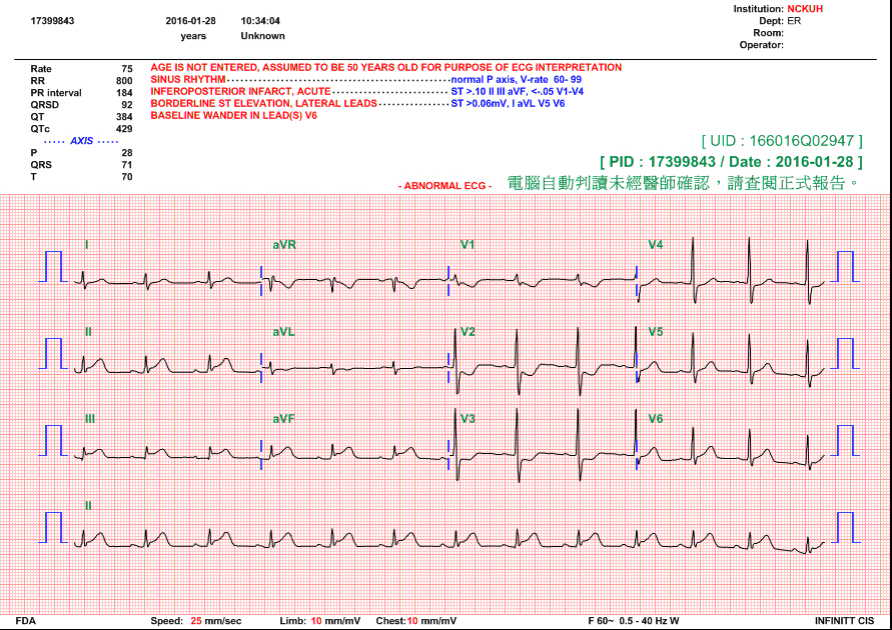 Institution: NCKUH
17399843 2016-01-28 10:34:04 Dept: ER
years Unknown Room:
Operator:
Rate 75 AGE IS NOT ENTERED, ASSUMED TO BE 50 YEARS OLD FOR PURPOSE OF ECG INTERPRETATION
RR 800 SINUS RHYTHM normal P axis, V-rate 60- 99
PR interval 184 INFEROPOSTERIOR INFARCT, ACUTE ST >.10 II III aVF, <-.05 V1-V4
QRSD 92 BORDERLINE ST ELEVATION, LATERAL LEADS ST >0.06mV, I aVL V5 V6
QT 384 BASELINE WANDER IN LEAD(S) V6
QTc 429
AXIS
[ UID : 166016Q02947 ]
P 28
QRS 71 [ PID : 17399843 / Date : 2016-01-28 ]
T 70
- ABNORMAL ECG - 電腦自動判讀未經醫師確認，請查閱正式報告。
I aVR V1 V4
II aVL V2 V5
III aVF V3 V6
II
FDA Speed: 25 mm/sec Limb: 10 mm/mV Chest: 10 mm/mV F 60~ 0.5 - 40 Hz W INFINITT CIS